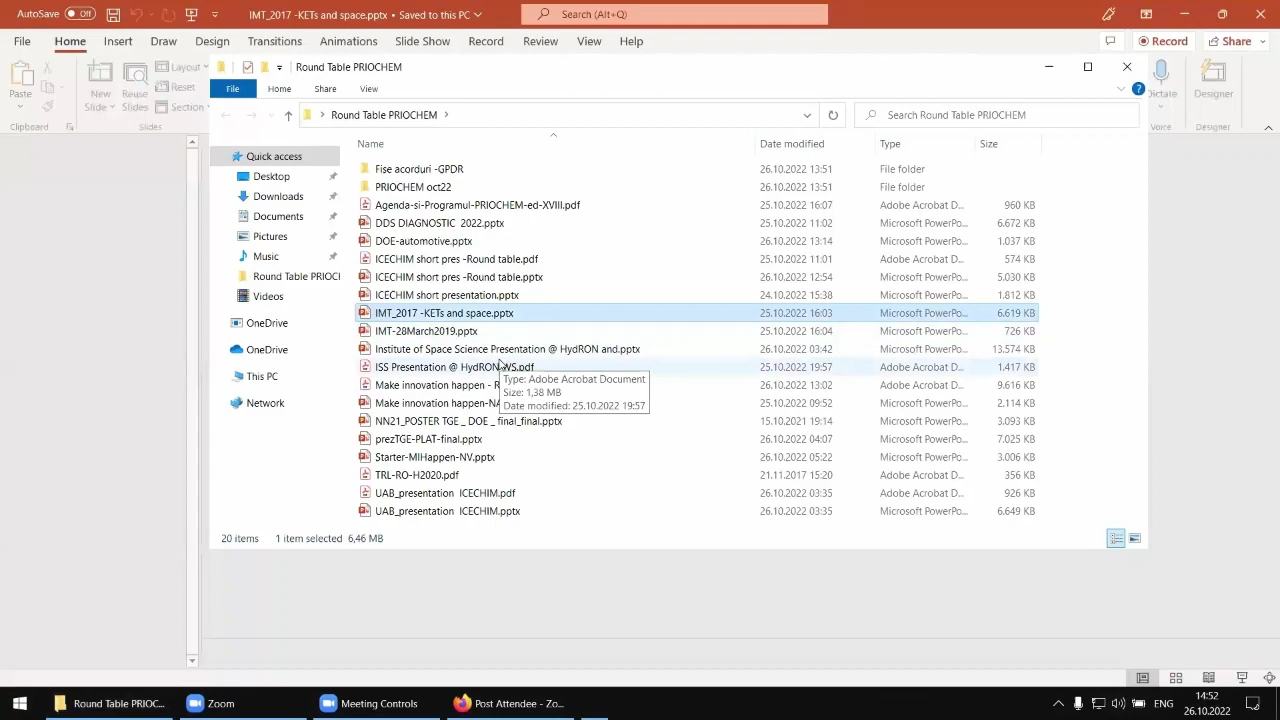 AutoSave Off IMT_2017 -KETs and space.pptx • Saved to this PC Search (Alt+Q)
File Home Insert Draw Design Transitions Animations Slide Show Record Review View Help Record Share
Round Table PRIOCHEM
Paste New Slide Reuse Slides Layout Reset Section Dictate Designer
Clipboard Slides Voice Designer
File Home Share View
Round Table PRIOCHEM Search Round Table PRIOCHEM
Name Date modified Type Size
Quick access
Desktop
Downloads
Documents
Pictures
Music
Round Table PRIOCI
Videos
OneDrive
OneDrive
This PC
Network
Fise acorduri -GPDR 26.10.2022 13:51 File folder
PRIOCHEM oct22 26.10.2022 13:51 File folder
Agenda-si-Programul-PRIOCHEM-ed-XVIII.pdf 25.10.2022 16:07 Adobe Acrobat D... 960 KB
DDS DIAGNOSTIC 2022.pptx 25.10.2022 11:02 Microsoft PowerPo... 6.672 KB
DOE-automotive.pptx 26.10.2022 13:14 Microsoft PowerPo... 1.037 KB
ICECHIM short pres -Round table.pdf 25.10.2022 11:01 Adobe Acrobat D... 574 KB
ICECHIM short pres -Round table.pptx 26.10.2022 12:54 Microsoft PowerPo... 5.030 KB
ICECHIM short presentation.pptx 24.10.2022 15:38 Microsoft PowerPo... 1.812 KB
IMT_2017 -KETs and space.pptx 25.10.2022 16:03 Microsoft PowerPo... 6.619 KB
IMT-28March2019.pptx 25.10.2022 16:04 Microsoft PowerPo... 726 KB
Institute of Space Science Presentation @ HydRON and.pptx 26.10.2022 03:42 Microsoft PowerPo... 13.574 KB
ISS Presentation @ HydRON WS.pdf 25.10.2022 19:57 Adobe Acrobat D... 1.417 KB
Type: Adobe Acrobat Document
Size: 1,38 MB
Date modified: 25.10.2022 19:57
Make innovation happen - R 26.10.2022 13:02 Microsoft PowerPo... 9.616 KB
Make innovation happen-NA 25.10.2022 09:52 Microsoft PowerPo... 2.114 KB
NN21_POSTER TGE _ DOE _ final_final.pptx 15.10.2021 19:14 Microsoft PowerPo... 3.093 KB
prezTGE-PLAT-final.pptx 26.10.2022 04:07 Microsoft PowerPo... 7.025 KB
Starter-MIHappen-NV.pptx 26.10.2022 05:22 Microsoft PowerPo... 3.006 KB
TRL-RO-H2020.pdf 21.11.2017 15:20 Adobe Acrobat D... 356 KB
UAB_presentation ICECHIM.pdf 26.10.2022 03:35 Adobe Acrobat D... 926 KB
UAB_presentation ICECHIM.pptx 26.10.2022 03:35 Microsoft PowerPo... 6.649 KB
20 items 1 item selected 6,46 MB
Round Table PRIOC... Zoom Meeting Controls Post Attendee - Zo... ENG 14:52
26.10.2022